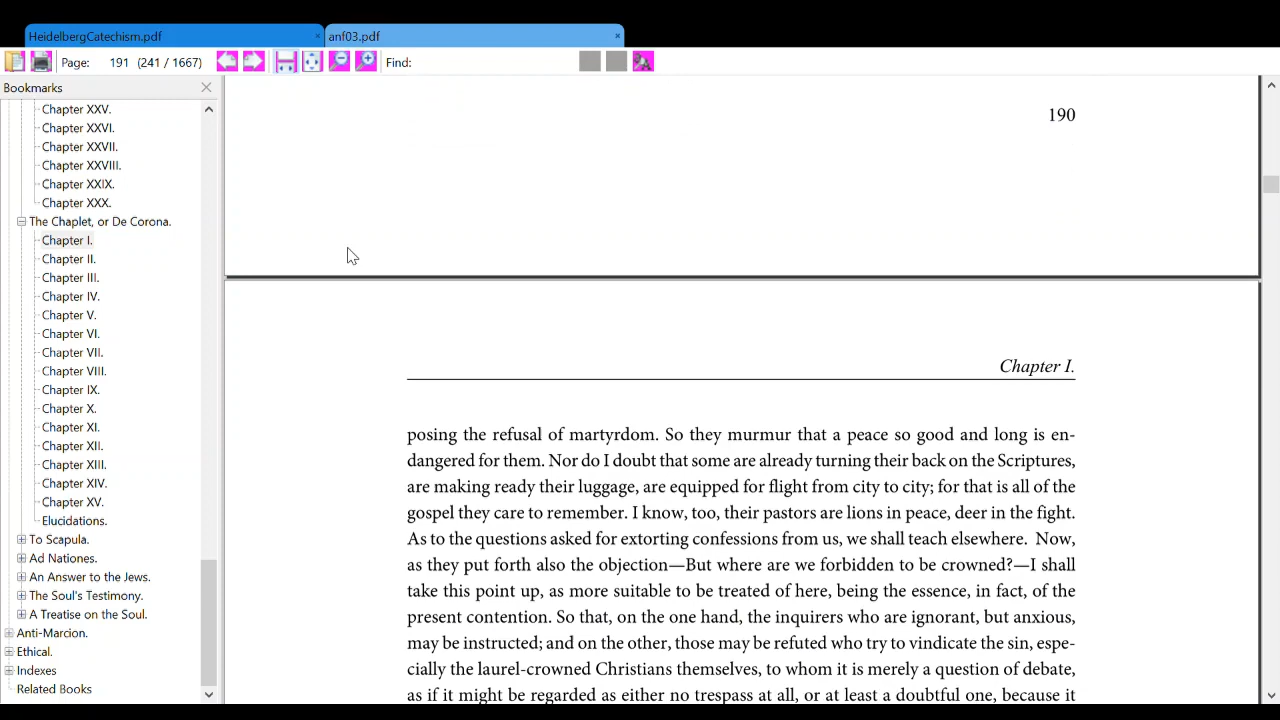 HeidelbergCatechism.pdf × anf03.pdf ×
Page: 191 (241 / 1667) Find:
Bookmarks
Chapter XXV.
Chapter XXVI.
Chapter XXVII.
Chapter XXVIII.
Chapter XXIX.
Chapter XXX.
The Chaplet, or De Corona.
Chapter I.
Chapter II.
Chapter III.
Chapter IV.
Chapter V.
Chapter VI.
Chapter VII.
Chapter VIII.
Chapter IX.
Chapter X.
Chapter XI.
Chapter XII.
Chapter XIII.
Chapter XIV.
Chapter XV.
Elucidations.
To Scapula.
Ad Nationes.
An Answer to the Jews.
The Soul's Testimony.
A Treatise on the Soul.
Anti-Marcion.
Ethical.
Indexes
Related Books
190
Chapter I.
posing the refusal of martyrdom. So they murmur that a peace so good and long is en-
dangered for them. Nor do I doubt that some are already turning their back on the Scriptures,
are making ready their luggage, are equipped for flight from city to city; for that is all of the
gospel they care to remember. I know, too, their pastors are lions in peace, deer in the fight.
As to the questions asked for extorting confessions from us, we shall teach elsewhere. Now,
as they put forth also the objection—But where are we forbidden to be crowned?—I shall
take this point up, as more suitable to be treated of here, being the essence, in fact, of the
present contention. So that, on the one hand, the inquirers who are ignorant, but anxious,
may be instructed; and on the other, those may be refuted who try to vindicate the sin, espe-
cially the laurel-crowned Christians themselves, to whom it is merely a question of debate,
as if it might be regarded as either no trespass at all, or at least a doubtful one, because it